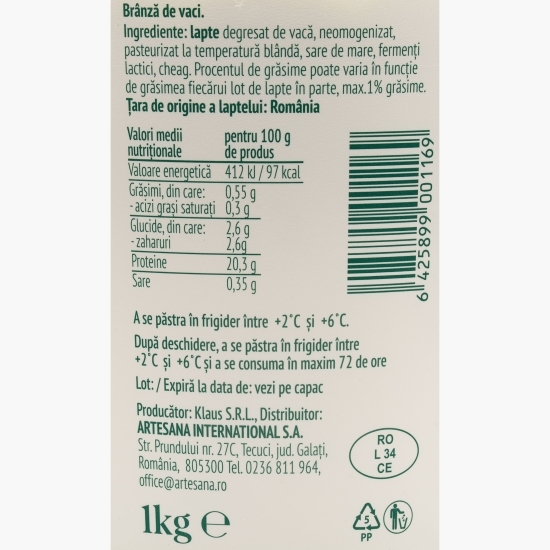 Brânză de vaci.
Ingrediente: lapte degresat de vacă, neomogenizat,
pasteurizat la temperatură blândă, sare de mare, fermenți
lactici, cheag. Procentul de grăsime poate varia în funcție
de grăsimea fiecărui lot de lapte în parte, max.1% grăsime.
Țara de origine a laptelui: România
Valori medii nutriționale pentru 100 g de produs
Valoare energetică 412 kJ / 97 kcal
Grăsimi, din care: 0,55 g
- acizi grași saturați 0,3 g
Glucide, din care: 2,6 g
- zaharuri 2,6g
Proteine 20,3 g
Sare 0,35 g
6 425899 001169
A se păstra în frigider între +2°C și +6°C.
După deschidere, a se păstra în frigider între
+2°C și +6°C și a se consuma în maxim 72 de ore
Lot: / Expiră la data de: vezi pe capac
Producător: Klaus S.R.L., Distribuitor:
ARTESANA INTERNATIONAL S.A.
Str. Prundului nr. 27C, Tecuci, jud. Galați,
România, 805300 Tel. 0236 811 964,
office@artesana.ro
RO
L 34
CE
1kg e
5
PP